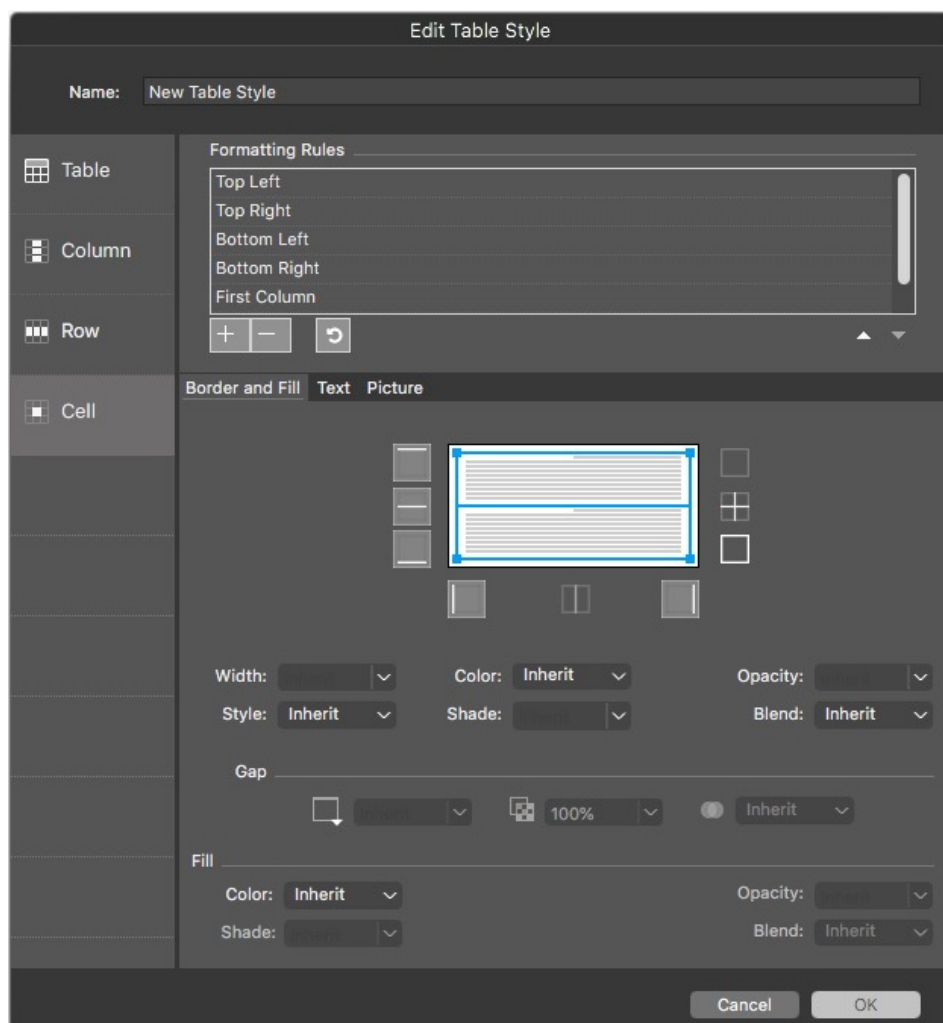 Edit Table Style
Name: New Table Style
Table
Column
Row
Cell
Formatting Rules
Top Left
Top Right
Bottom Left
Bottom Right
First Column
Border and Fill Text Picture
Width: Color: Inherit Opacity:
Style: Inherit Shade: Blend: Inherit
Gap
100% Inherit
Fill
Color: Inherit Opacity:
Shade: Blend: Inherit
Cancel OK